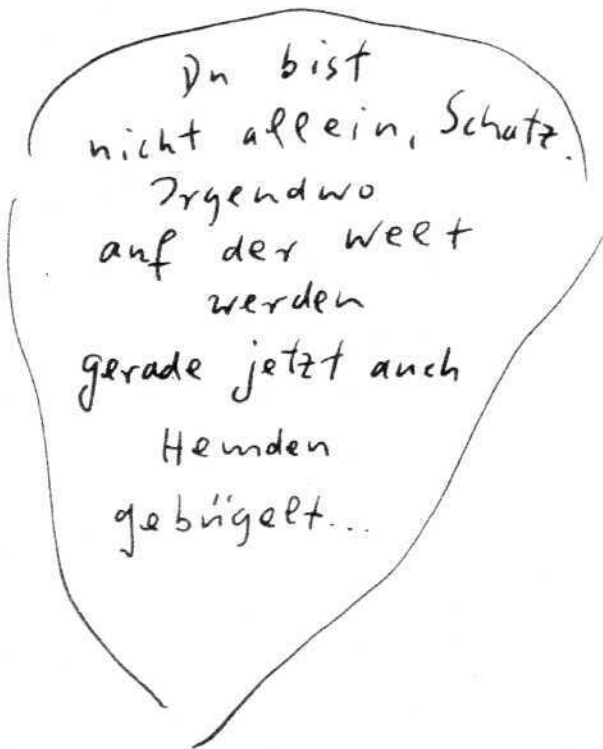 Du bist
nicht allein, Schatz.
Irgendwo
auf der Welt
werden
gerade jetzt auch
Hemden
gebügelt...